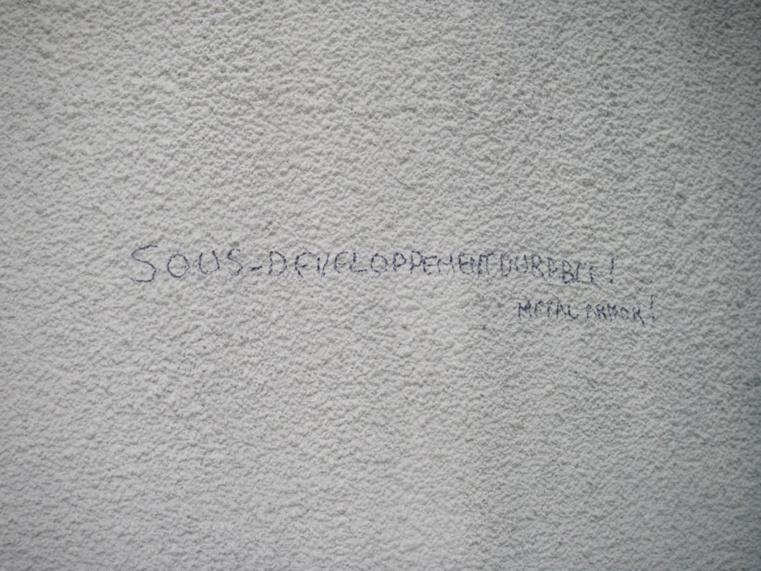 SOUS-DEVELOPPEMENT DURABLE!
METAL ARMOR!